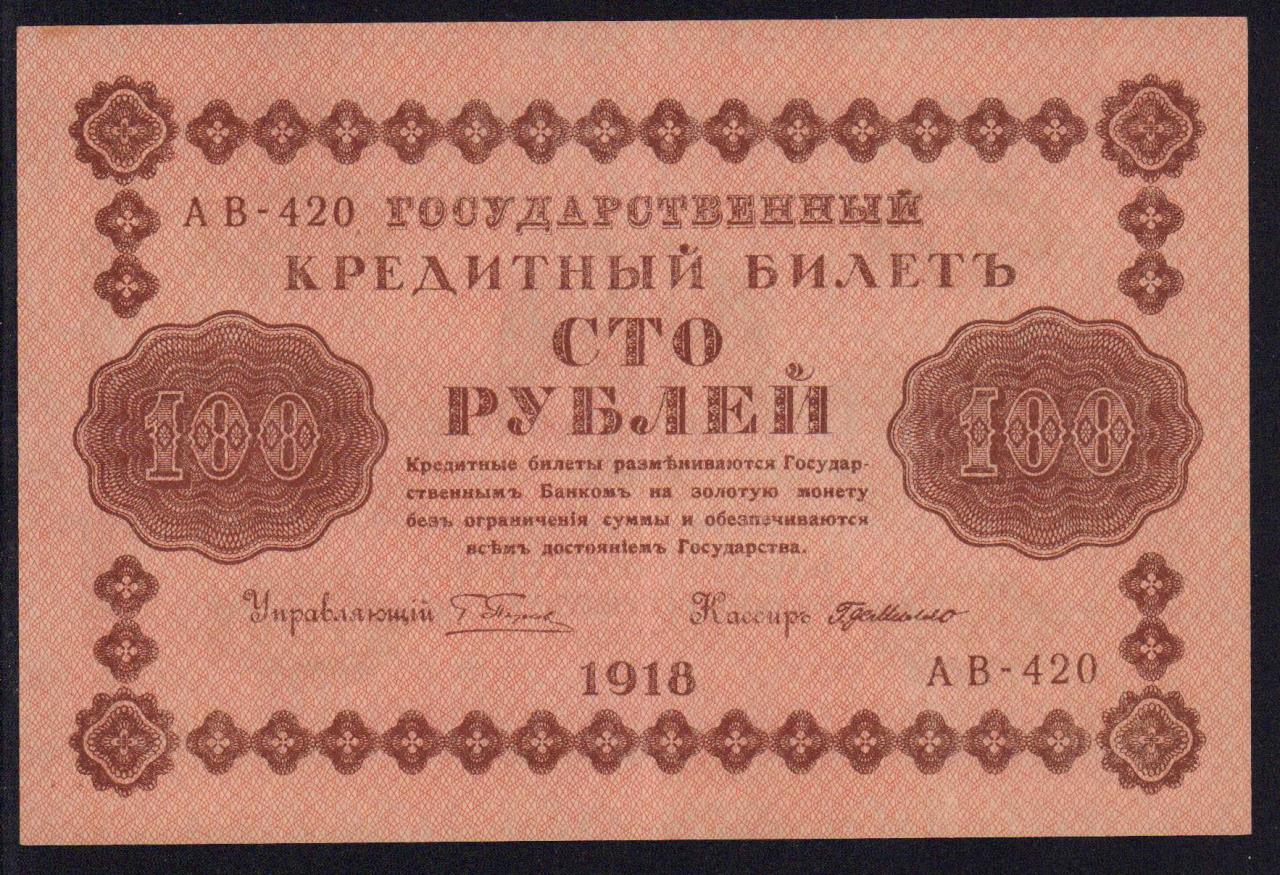 АВ-420 ГОСУДАРСТВЕННЫЙ
КРЕДИТНЫЙ БИЛЕТЪ
СТО
РУБЛЕЙ
100
100
Кредитные билеты размѣниваются Государ-
ственнымъ Банкомъ на золотую монету
безъ ограниченія суммы и обезпечиваются
всѣмъ достояніемъ Государства.
Управляющій
Кассиръ
1918
АВ-420